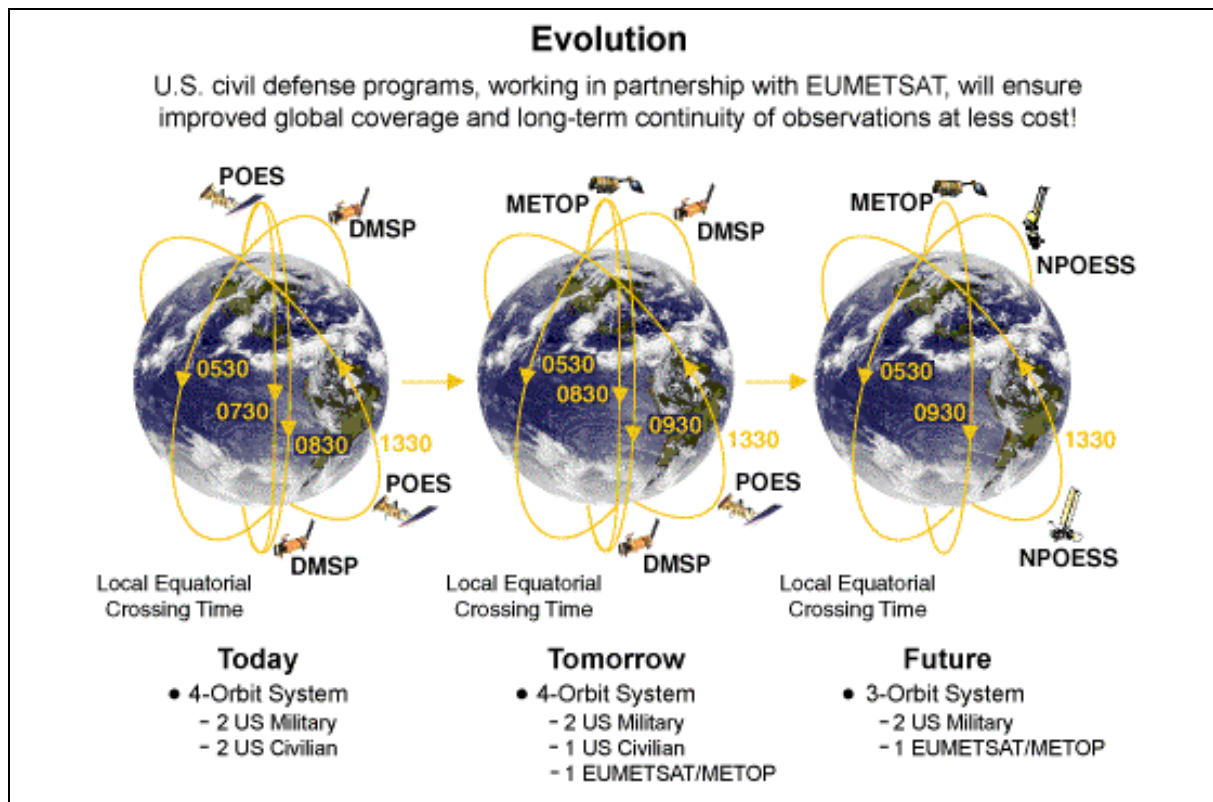 Evolution
U.S. civil defense programs, working in partnership with EUMETSAT, will ensure
improved global coverage and long-term continuity of observations at less cost!
POES
DMSP
0530
0730
0830
1330
POES
DMSP
Local Equatorial
Crossing Time
Today
• 4-Orbit System
- 2 US Military
- 2 US Civilian
METOP
DMSP
0530
0830
0930
1330
POES
DMSP
Local Equatorial
Crossing Time
Tomorrow
• 4-Orbit System
- 2 US Military
- 1 US Civilian
- 1 EUMETSAT/METOP
METOP
NPOESS
0530
0930
1330
NPOESS
Local Equatorial
Crossing Time
Future
• 3-Orbit System
- 2 US Military
- 1 EUMETSAT/METOP